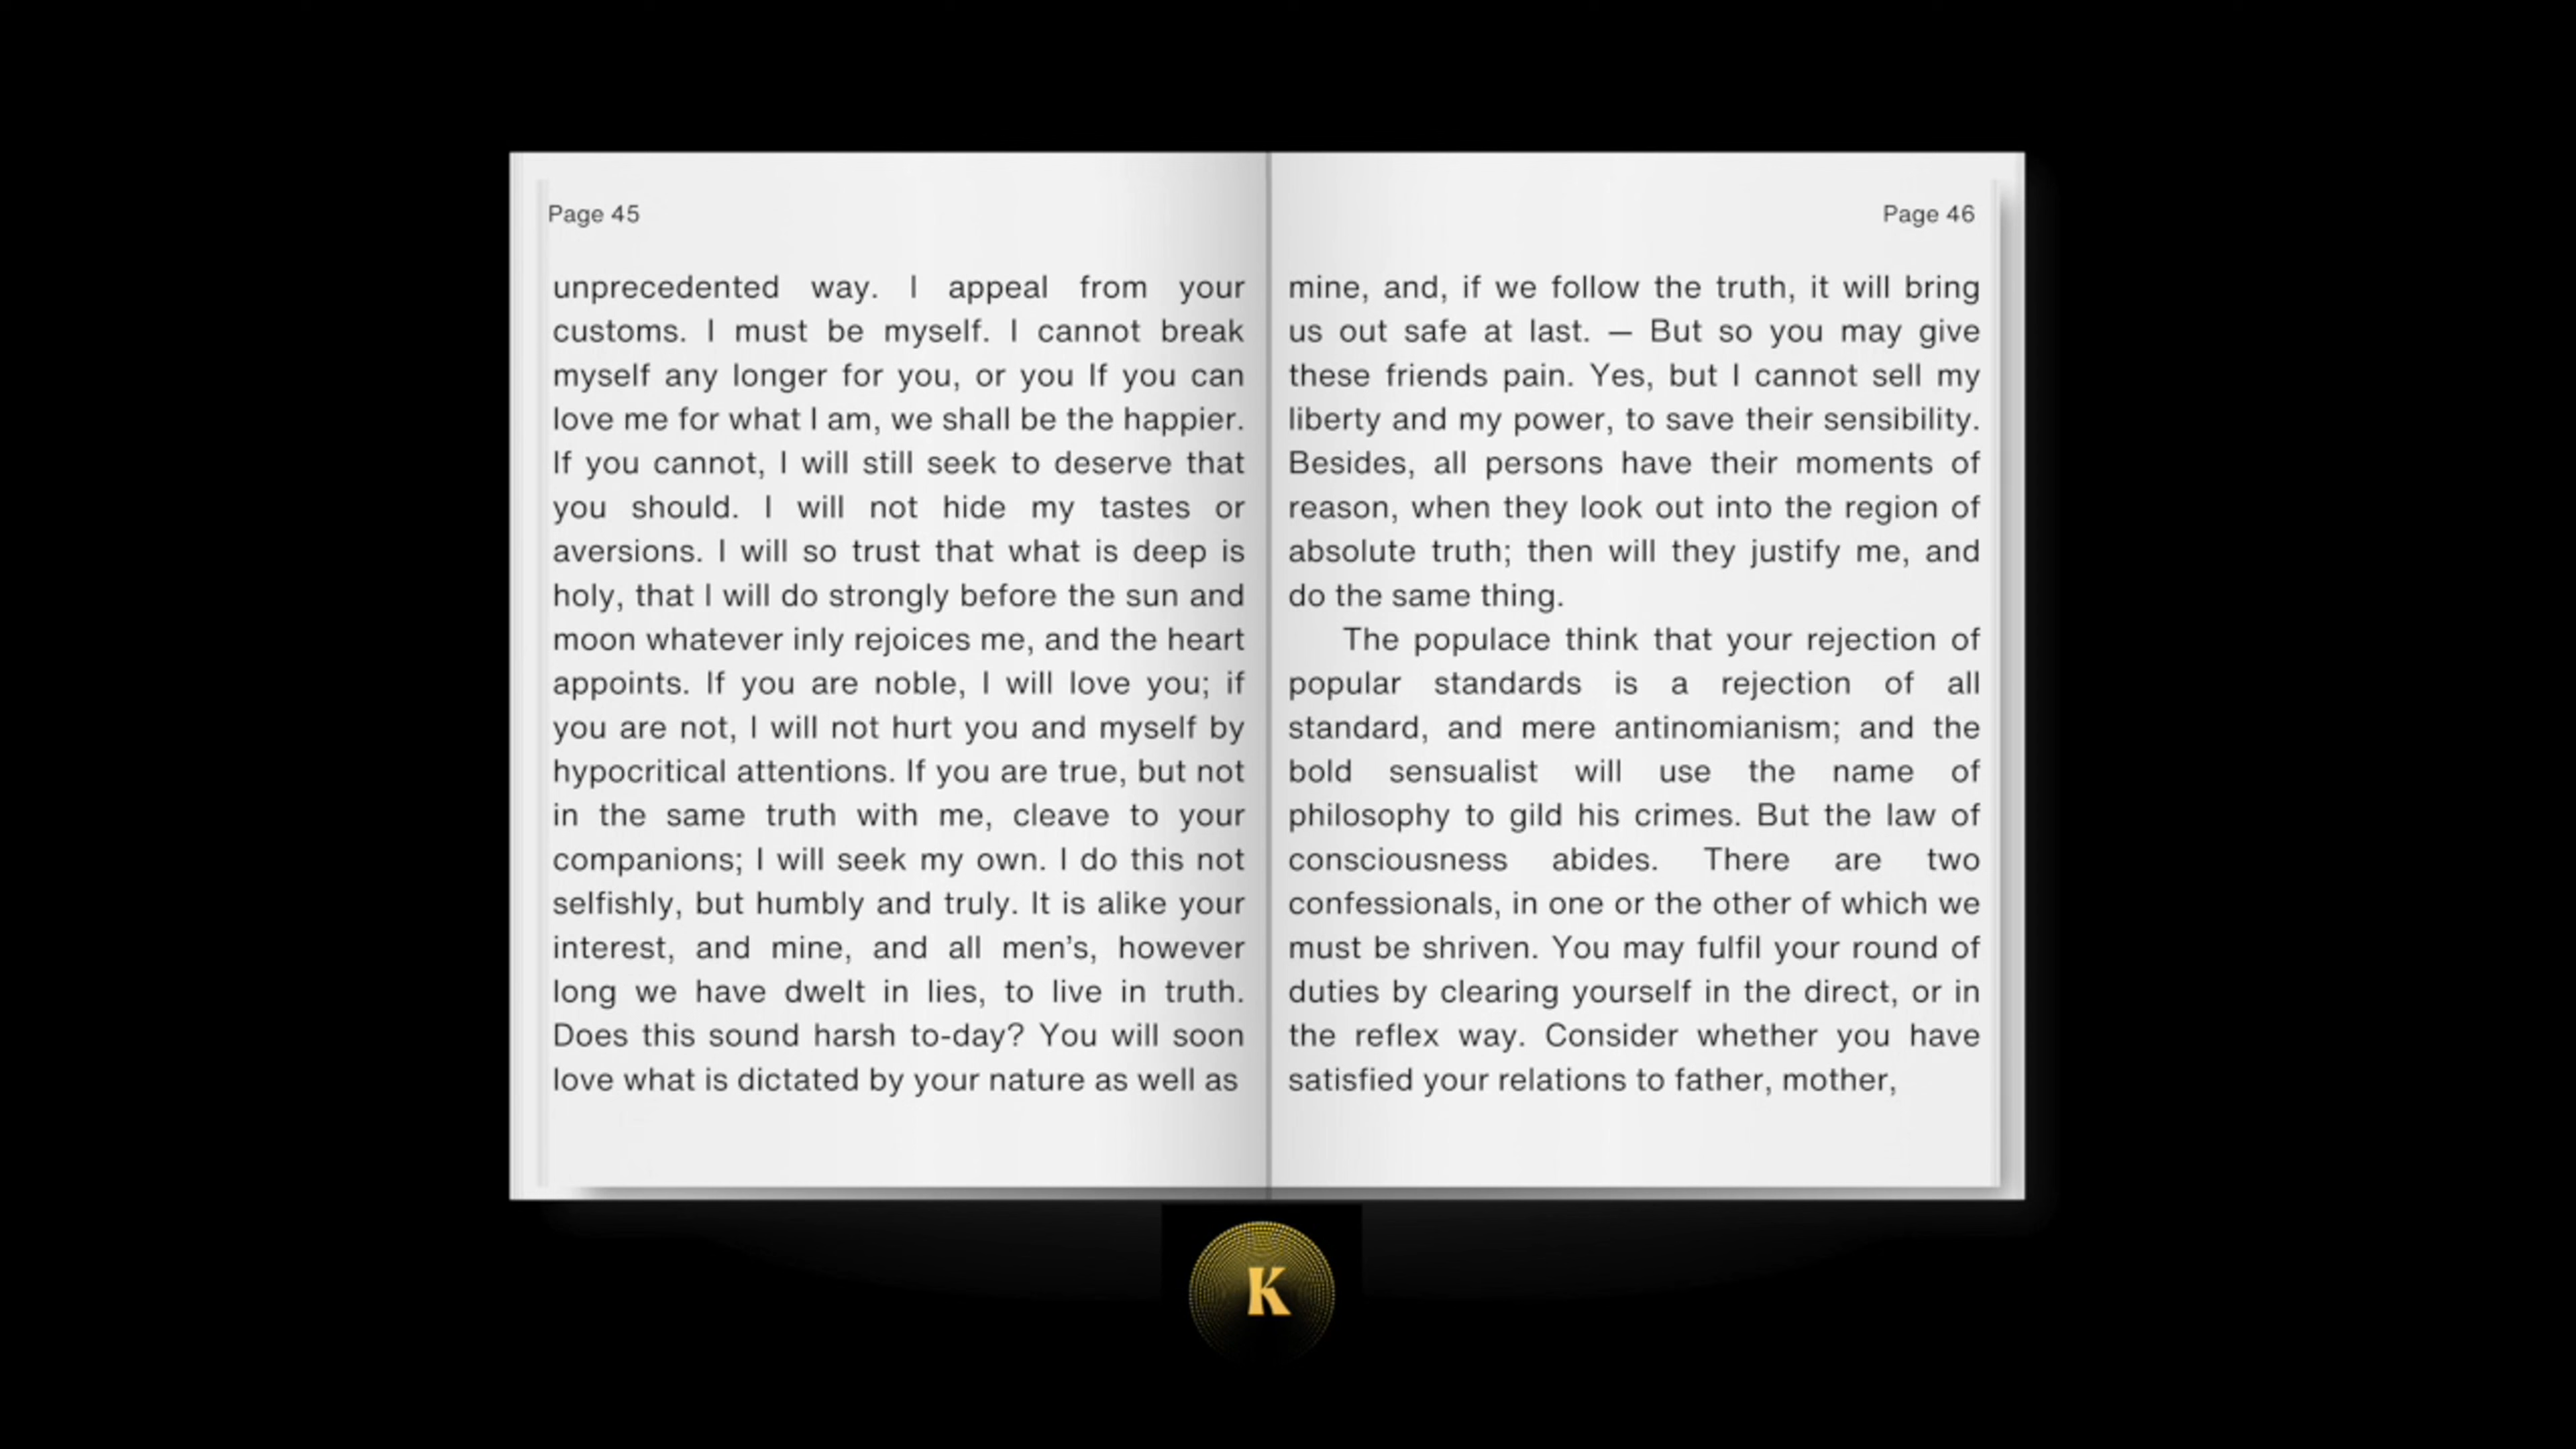 Page 45
unprecedented way. I appeal from your
customs. I must be myself. I cannot break
myself any longer for you, or you If you can
love me for what I am, we shall be the happier.
If you cannot, I will still seek to deserve that
you should. I will not hide my tastes or
aversions. I will so trust that what is deep is
holy, that I will do strongly before the sun and
moon whatever inly rejoices me, and the heart
appoints. If you are noble, I will love you; if
you are not, I will not hurt you and myself by
hypocritical attentions. If you are true, but not
in the same truth with me, cleave to your
companions; I will seek my own. I do this not
selfishly, but humbly and truly. It is alike your
interest, and mine, and all men’s, however
long we have dwelt in lies, to live in truth.
Does this sound harsh to-day? You will soon
love what is dictated by your nature as well as
Page 46
mine, and, if we follow the truth, it will bring
us out safe at last. — But so you may give
these friends pain. Yes, but I cannot sell my
liberty and my power, to save their sensibility.
Besides, all persons have their moments of
reason, when they look out into the region of
absolute truth; then will they justify me, and
do the same thing.
The populace think that your rejection of
popular standards is a rejection of all
standard, and mere antinomianism; and the
bold sensualist will use the name of
philosophy to gild his crimes. But the law of
consciousness abides. There are two
confessionals, in one or the other of which we
must be shriven. You may fulfil your round of
duties by clearing yourself in the direct, or in
the reflex way. Consider whether you have
satisfied your relations to father, mother,
K